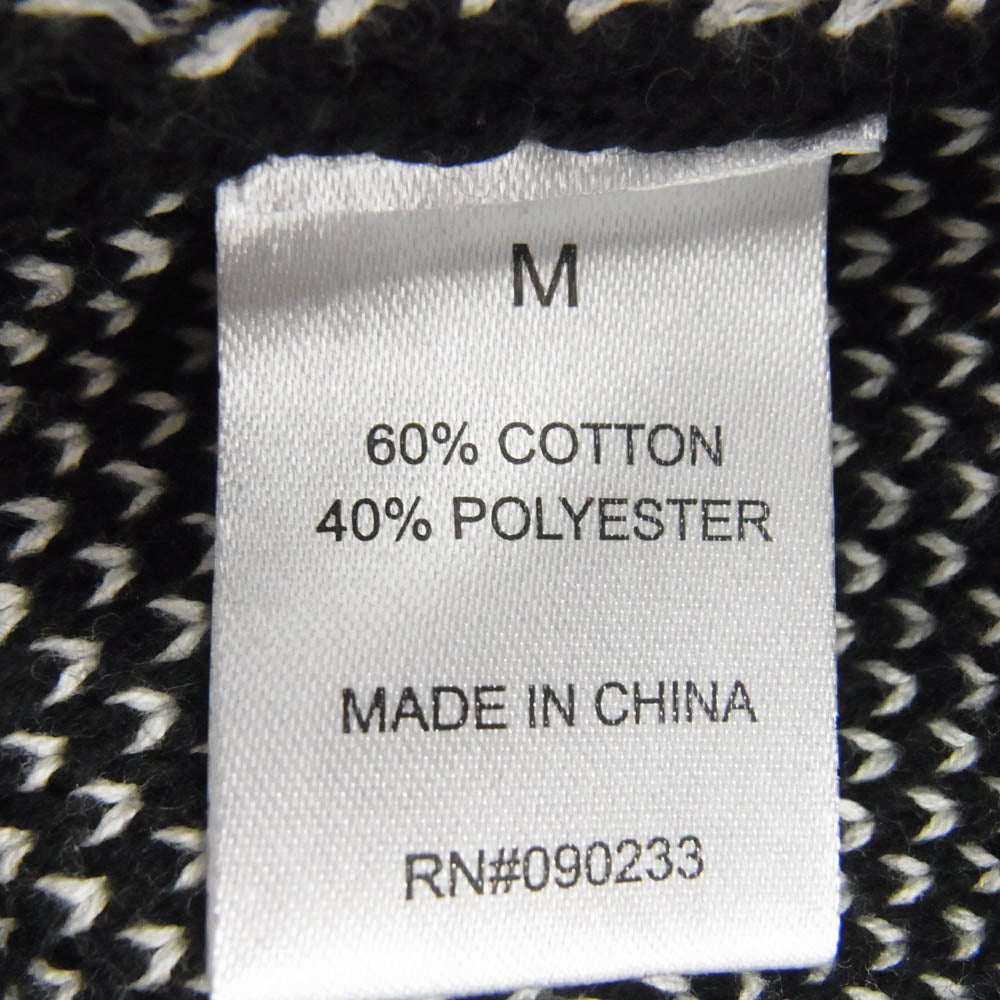 M
60% COTTON
40% POLYESTER
MADE IN CHINA
RN#090233